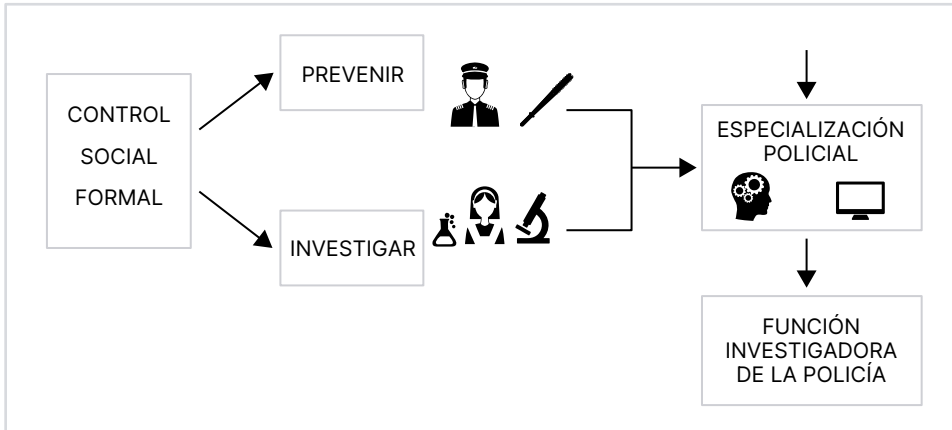 CONTROL
SOCIAL
FORMAL
PREVENIR
INVESTIGAR
ESPECIALIZACIÓN
POLICIAL
FUNCIÓN
INVESTIGADORA
DE LA POLICÍA